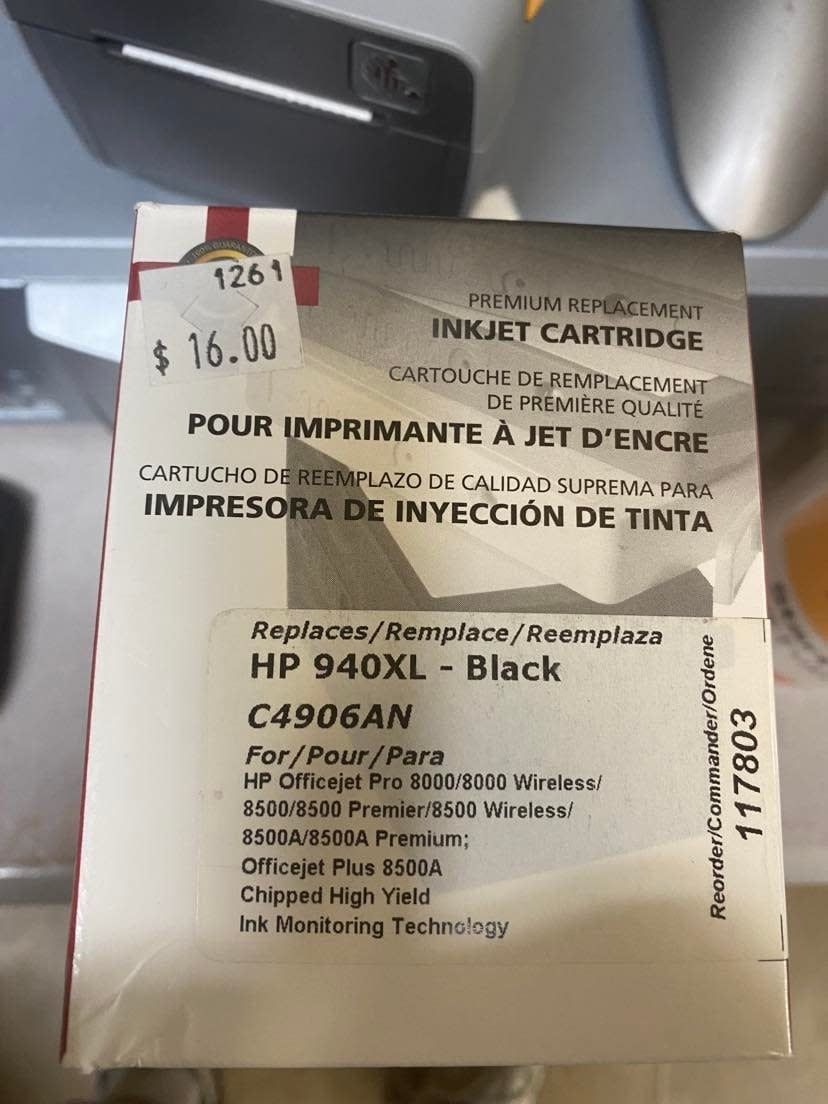 100% GUARANTE
1261
$ 16.00
PREMIUM REPLACEMENT
INKJET CARTRIDGE
CARTOUCHE DE REMPLACEMENT
DE PREMIÈRE QUALITÉ
POUR IMPRIMANTE À JET D'ENCRE
CARTUCHO DE REEMPLAZO DE CALIDAD SUPREMA PARA
IMPRESORA DE INYECCIÓN DE TINTA
Replaces/Remplace/Reemplaza
HP 940XL - Black
C4906AN
For/Pour/Para
HP Officejet Pro 8000/8000 Wireless/
8500/8500 Premier/8500 Wireless/
8500A/8500A Premium;
Officejet Plus 8500A
Chipped High Yield
Ink Monitoring Technology
Reorder/Commander/Ordene
117803